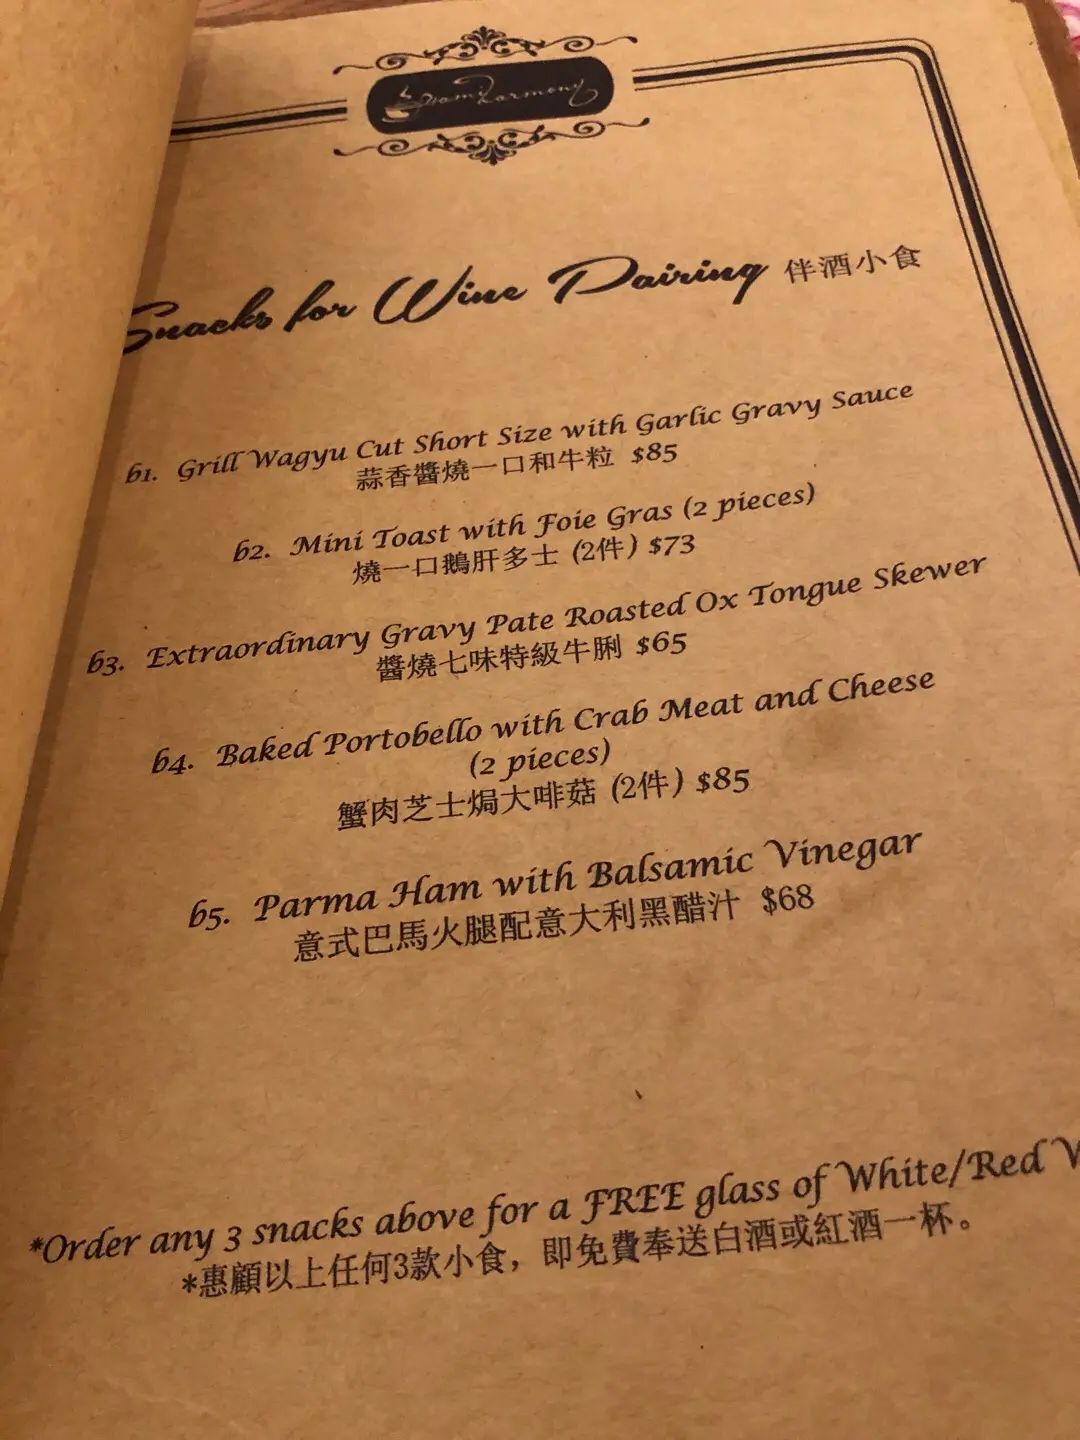 Snacks for Wine Pairing 伴酒小食
b1. Grill Wagyu Cut Short Size with Garlic Gravy Sauce
蒜香醬燒一口和牛粒 $85
b2. Mini Toast with Foie Gras (2 pieces)
燒一口鵝肝多士 (2件) $73
b3. Extraordinary Gravy Pate Roasted Ox Tongue Skewer
醬燒七味特級牛脷 $65
b4. Baked Portobello with Crab Meat and Cheese
(2 pieces)
蟹肉芝士焗大啡菇 (2件) $85
b5. Parma Ham with Balsamic Vinegar
意式巴馬火腿配意大利黑醋汁 $68
*Order any 3 snacks above for a FREE glass of White/Red
*惠顧以上任何3款小食，即免費奉送白酒或紅酒一杯。